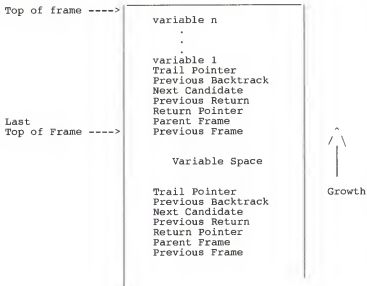 Top of frame ---->
variable n
.
.
.
variable 1
Trail Pointer
Previous Backtrack
Next Candidate
Previous Return
Return Pointer
Last Parent Frame
Top of Frame ----> Previous Frame
Variable Space
Trail Pointer Growth
Previous Backtrack
Next Candidate
Previous Return
Return Pointer
Parent Frame
Previous Frame